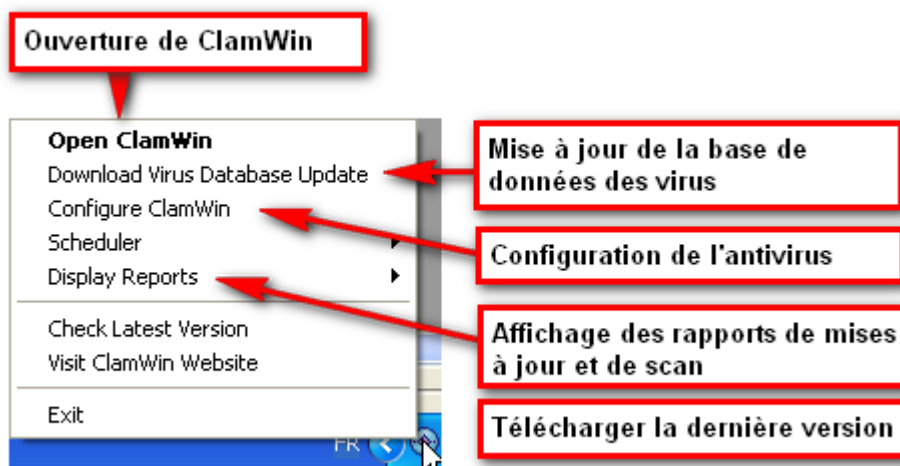 Ouverture de ClamWin
Open ClamWin
Download Virus Database Update
Configure ClamWin
Scheduler
Display Reports
Check Latest Version
Visit ClamWin Website
Exit
FR
Mise à jour de la base de
données des virus
Configuration de l'antivirus
Affichage des rapports de mises
à jour et de scan
Télécharger la dernière version